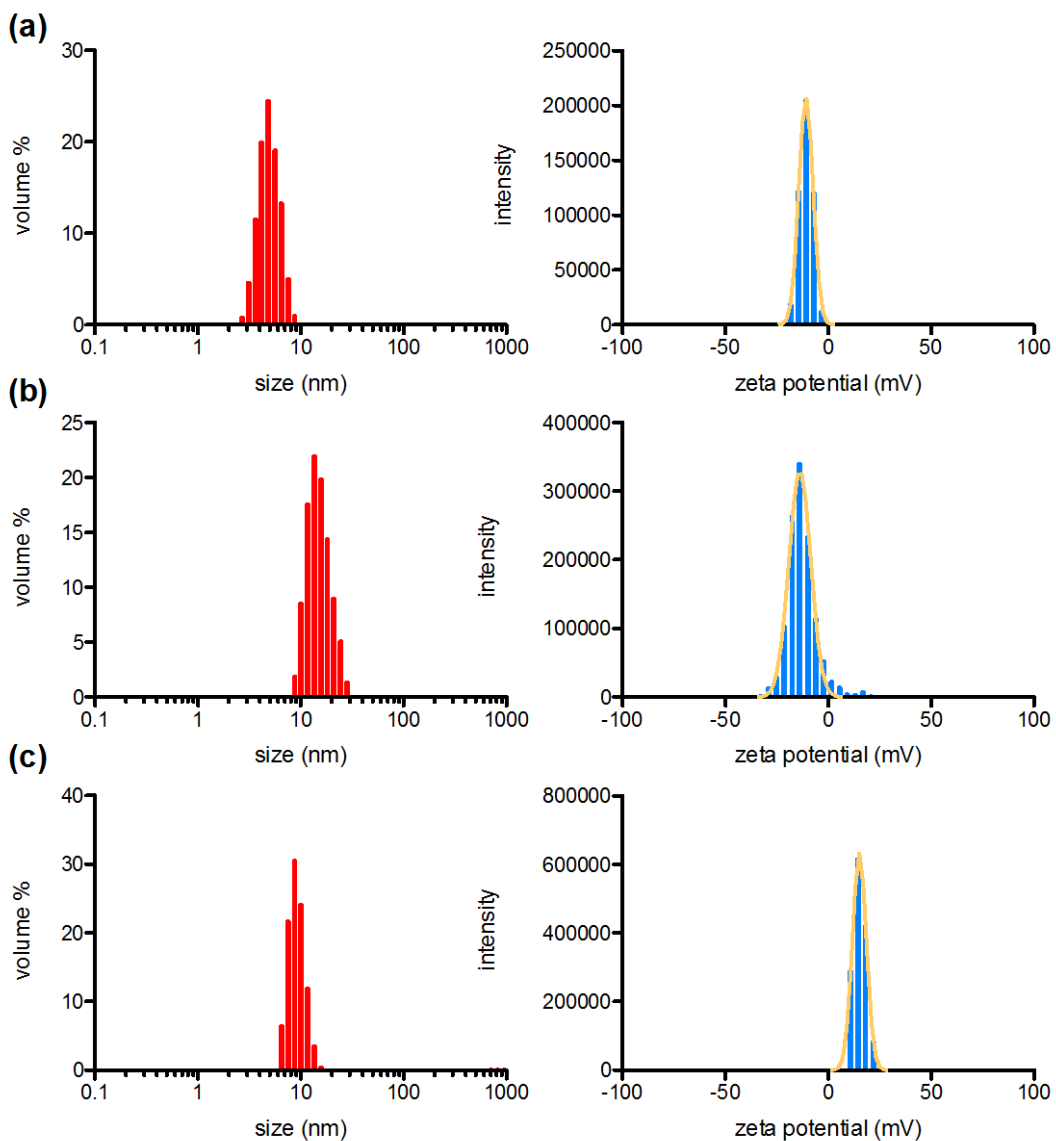 (a)
30
20
10
0
volume %
0.1 1 10 100 1000
size (nm)
250000
200000
150000
100000
50000
0
intensity
-100 -50 0 50 100
zeta potential (mV)
(b)
25
20
15
10
5
0
volume %
0.1 1 10 100 1000
size (nm)
400000
300000
200000
100000
0
intensity
-100 -50 0 50 100
zeta potential (mV)
(c)
40
30
20
10
0
volume %
0.1 1 10 100 1000
size (nm)
800000
600000
400000
200000
0
intensity
-100 -50 0 50 100
zeta potential (mV)